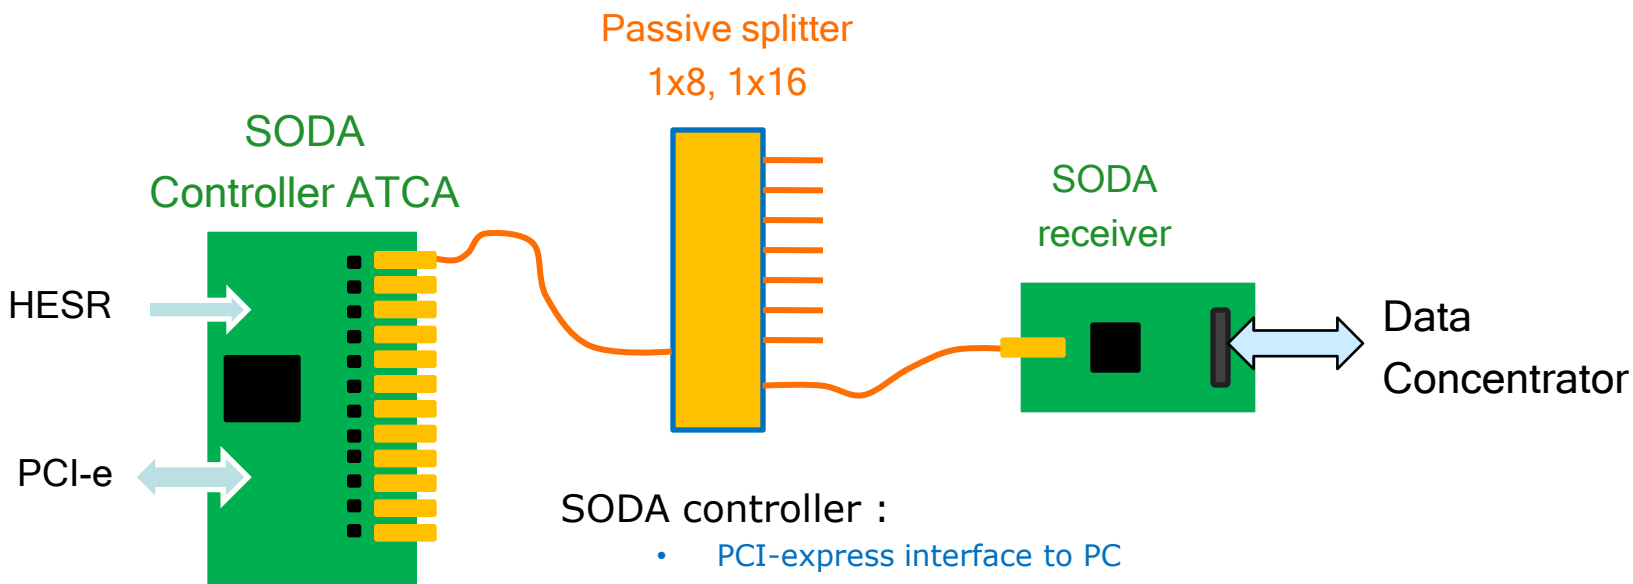 Passive splitter
1x8, 1x16
SODA
Controller ATCA
SODA
receiver
HESR
Data
Concentrator
PCI-e
SODA controller :
• PCI-express interface to PC